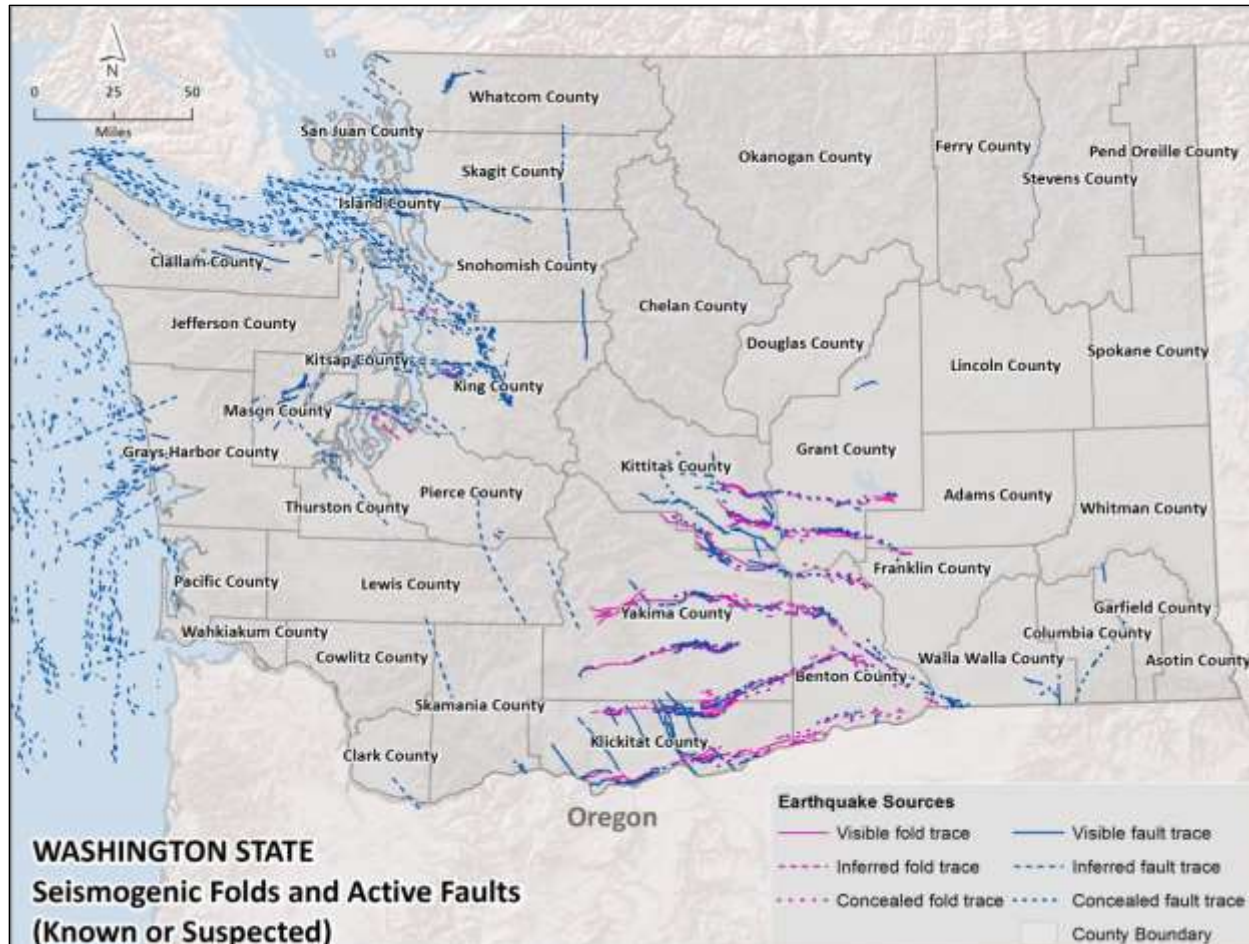 N
0 25 50
Miles
Whatcom County
San Juan County
Skagit County
Island County
Okanogan County
Ferry County
Pend Oreille County
Stevens County
Clallam County
Snohomish County
Chelan County
Jefferson County
Douglas County
Lincoln County
Spokane County
Kitsap County
King County
Mason County
Grays Harbor County
Grant County
Kittitas County
Pierce County
Adams County
Whitman County
Thurston County
Pacific County
Lewis County
Franklin County
Yakima County
Garfield County
Wahkiakum County
Columbia County
Cowlitz County
Walla Walla County
Asotin County
Benton County
Skamania County
Klickitat County
Clark County
Oregon
WASHINGTON STATE
Seismogenic Folds and Active Faults
(Known or Suspected)
Earthquake Sources
Visible fold trace Visible fault trace
Inferred fold trace Inferred fault trace
Concealed fold trace Concealed fault trace
County Boundary